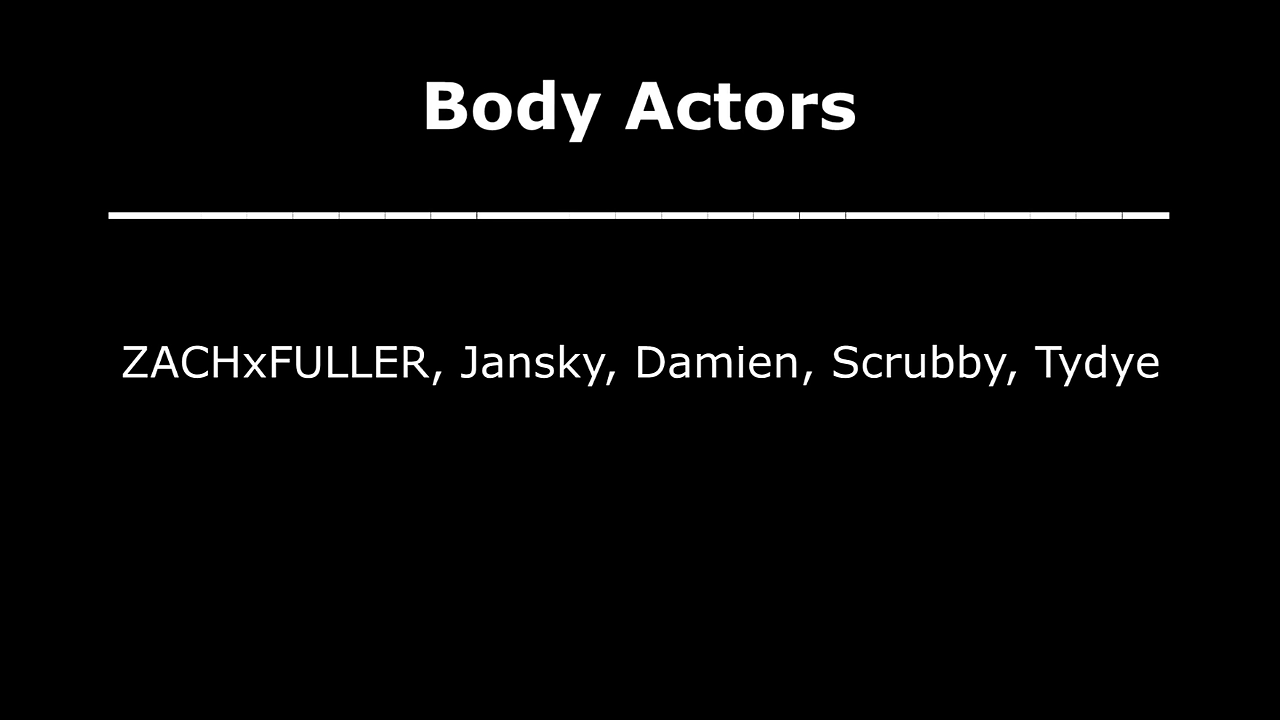 Body Actors
ZACHxFULLER, Jansky, Damien, Scrubby, Tydye